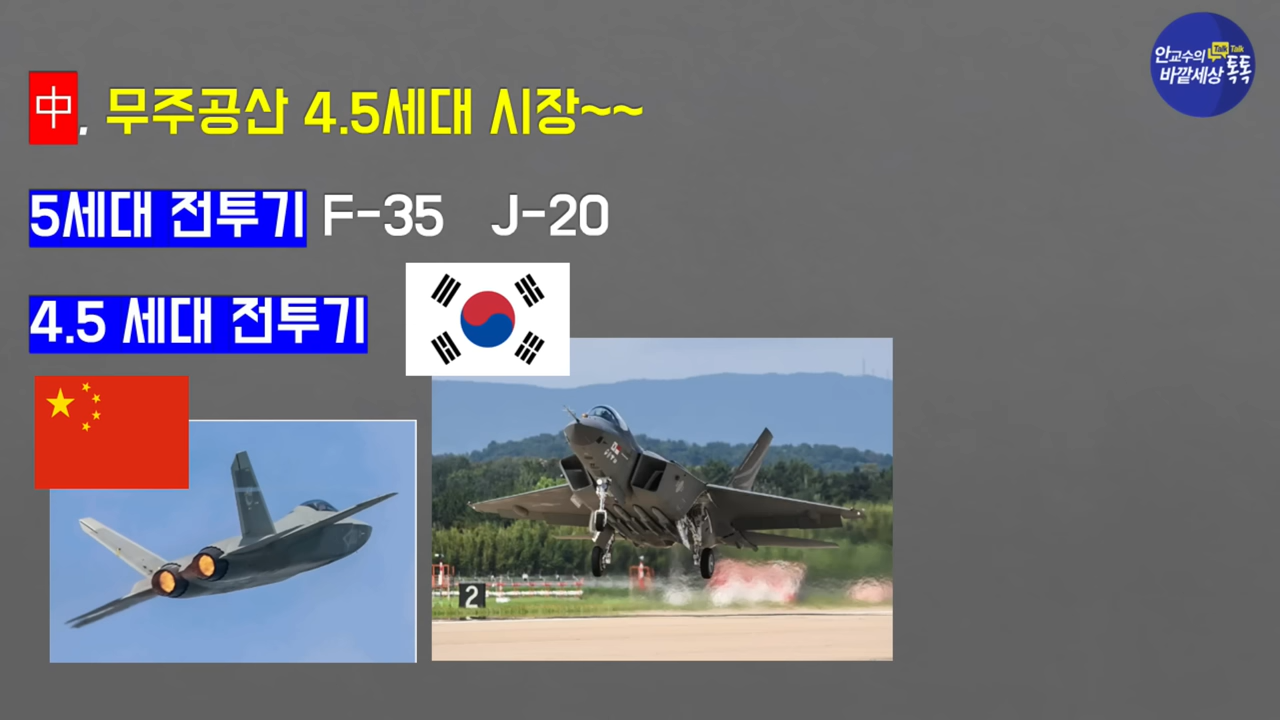 中, 무주공산 4.5세대 시장~~
안교수의 Talk Talk
바깥세상 톡톡
5세대 전투기 F-35 J-20
4.5 세대 전투기
2